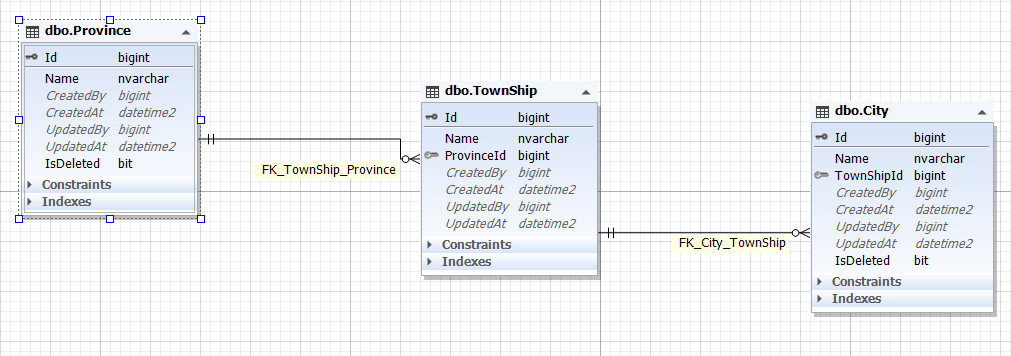 dbo.Province
Id bigint
Name nvarchar
CreatedBy bigint
CreatedAt datetime2
UpdatedBy bigint
UpdatedAt datetime2
IsDeleted bit
Constraints
Indexes
FK_TownShip_Province
dbo.TownShip
Id bigint
Name nvarchar
ProvinceId bigint
CreatedBy bigint
CreatedAt datetime2
UpdatedBy bigint
UpdatedAt datetime2
Constraints
Indexes
FK_City_TownShip
dbo.City
Id bigint
Name nvarchar
TownShipId bigint
CreatedBy bigint
CreatedAt datetime2
UpdatedBy bigint
UpdatedAt datetime2
IsDeleted bit
Constraints
Indexes